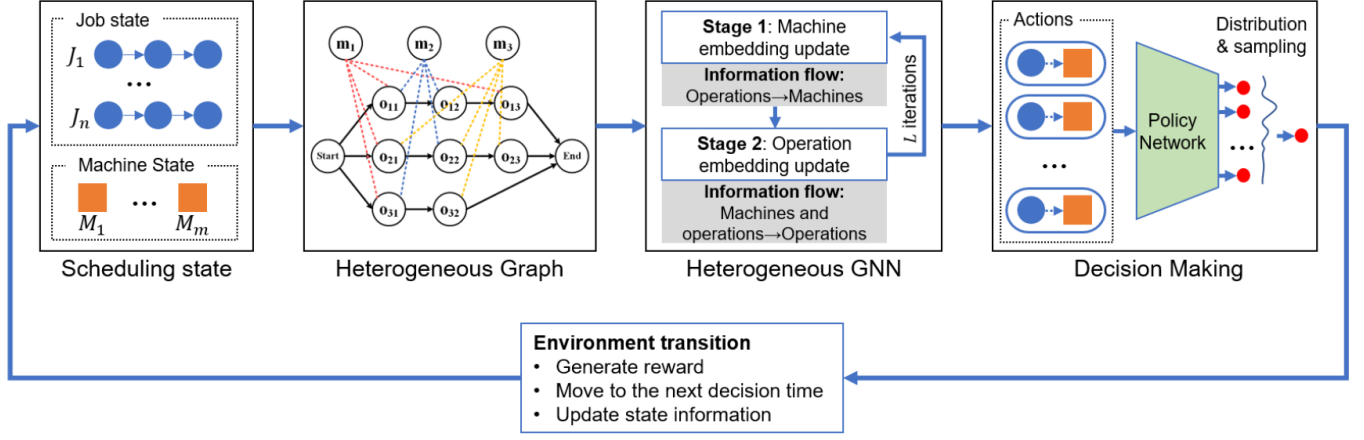 Job state
J1
...
Jn
Machine State
... 
M1 Mm
Scheduling state
m1 m2 m3
o11 o12 o13
Start o21 o22 o23 End
o31 o32
Heterogeneous Graph
Stage 1: Machine
embedding update
Information flow:
Operations→Machines
Stage 2: Operation
embedding update
Information flow:
Machines and
operations→Operations
L iterations
Heterogeneous GNN
Actions
...
Policy
Network
Distribution
& sampling
...
Decision Making
Environment transition
• Generate reward
• Move to the next decision time
• Update state information